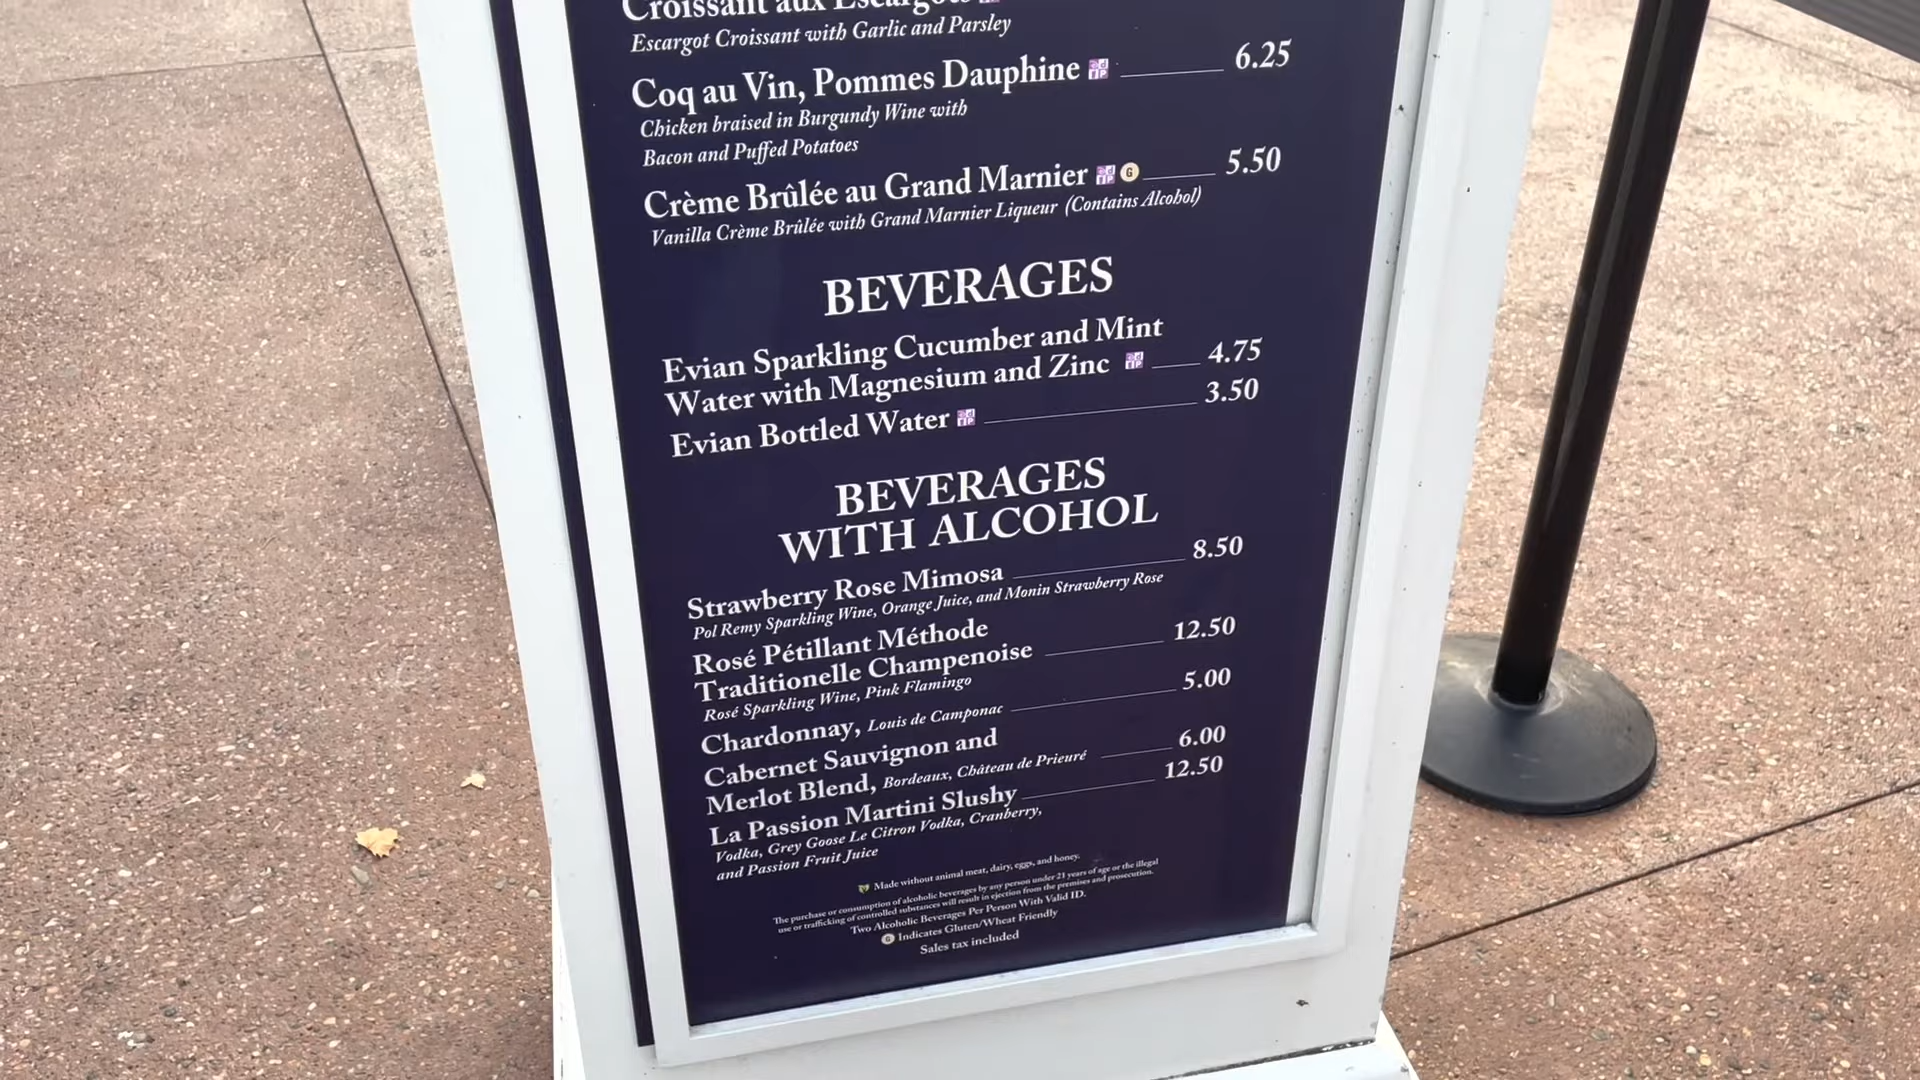 Croissant aux Escargots
Escargot Croissant with Garlic and Parsley
Coq au Vin, Pommes Dauphine 6.25
Chicken braised in Burgundy Wine with
Bacon and Puffed Potatoes
Crème Brûlée au Grand Marnier G 5.50
Vanilla Crème Brûlée with Grand Marnier Liqueur (Contains Alcohol)
BEVERAGES
Evian Sparkling Cucumber and Mint
Water with Magnesium and Zinc 4.75
Evian Bottled Water 3.50
BEVERAGES
WITH ALCOHOL
Strawberry Rose Mimosa 8.50
Pol Remy Sparkling Wine, Orange Juice, and Monin Strawberry Rose
Rosé Pétillant Méthode
Traditionelle Champenoise 12.50
Rosé Sparkling Wine, Pink Flamingo
Chardonnay, Louis de Camponac 5.00
Cabernet Sauvignon and
Merlot Blend, Bordeaux, Château de Prieuré 6.00
La Passion Martini Slushy 12.50
Vodka, Grey Goose Le Citron Vodka, Cranberry,
and Passion Fruit Juice
Made without animal meat, dairy, eggs, and honey.
The purchase or consumption of alcoholic beverages by any person under 21 years of age or the illegal
use or trafficking of controlled substances will result in ejection from the premises and prosecution.
Two Alcoholic Beverages Per Person With Valid ID.
G Indicates Gluten/Wheat Friendly
Sales tax included